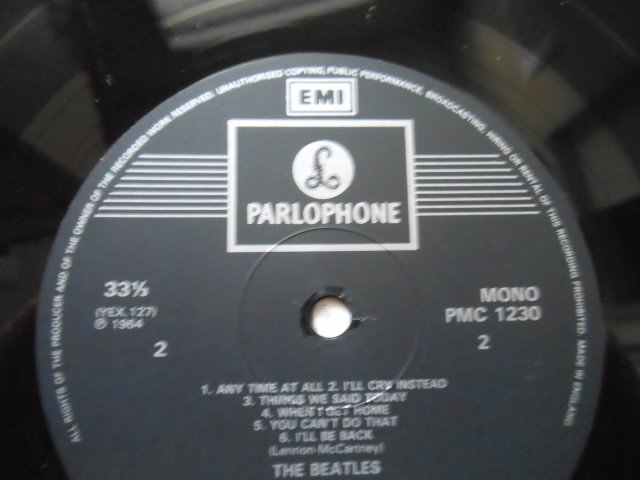 ALL RIGHTS OF THE PRODUCER AND OF THE OWNER OF THE RECORDED WORK RESERVED. UNAUTHORISED COPYING, PUBLIC PERFORMANCE, BROADCASTING, HIRING OR RENTAL OF THIS RECORDING PROHIBITED. MADE IN ENGLAND
EMI
£
PARLOPHONE
33⅓
(YEX.127)
℗ 1964
2
MONO
PMC 1230
2
1. ANY TIME AT ALL 2. I'LL CRY INSTEAD
3. THINGS WE SAID TODAY
4. WHEN I GET HOME
5. YOU CAN'T DO THAT
6. I'LL BE BACK
(Lennon-McCartney)
THE BEATLES